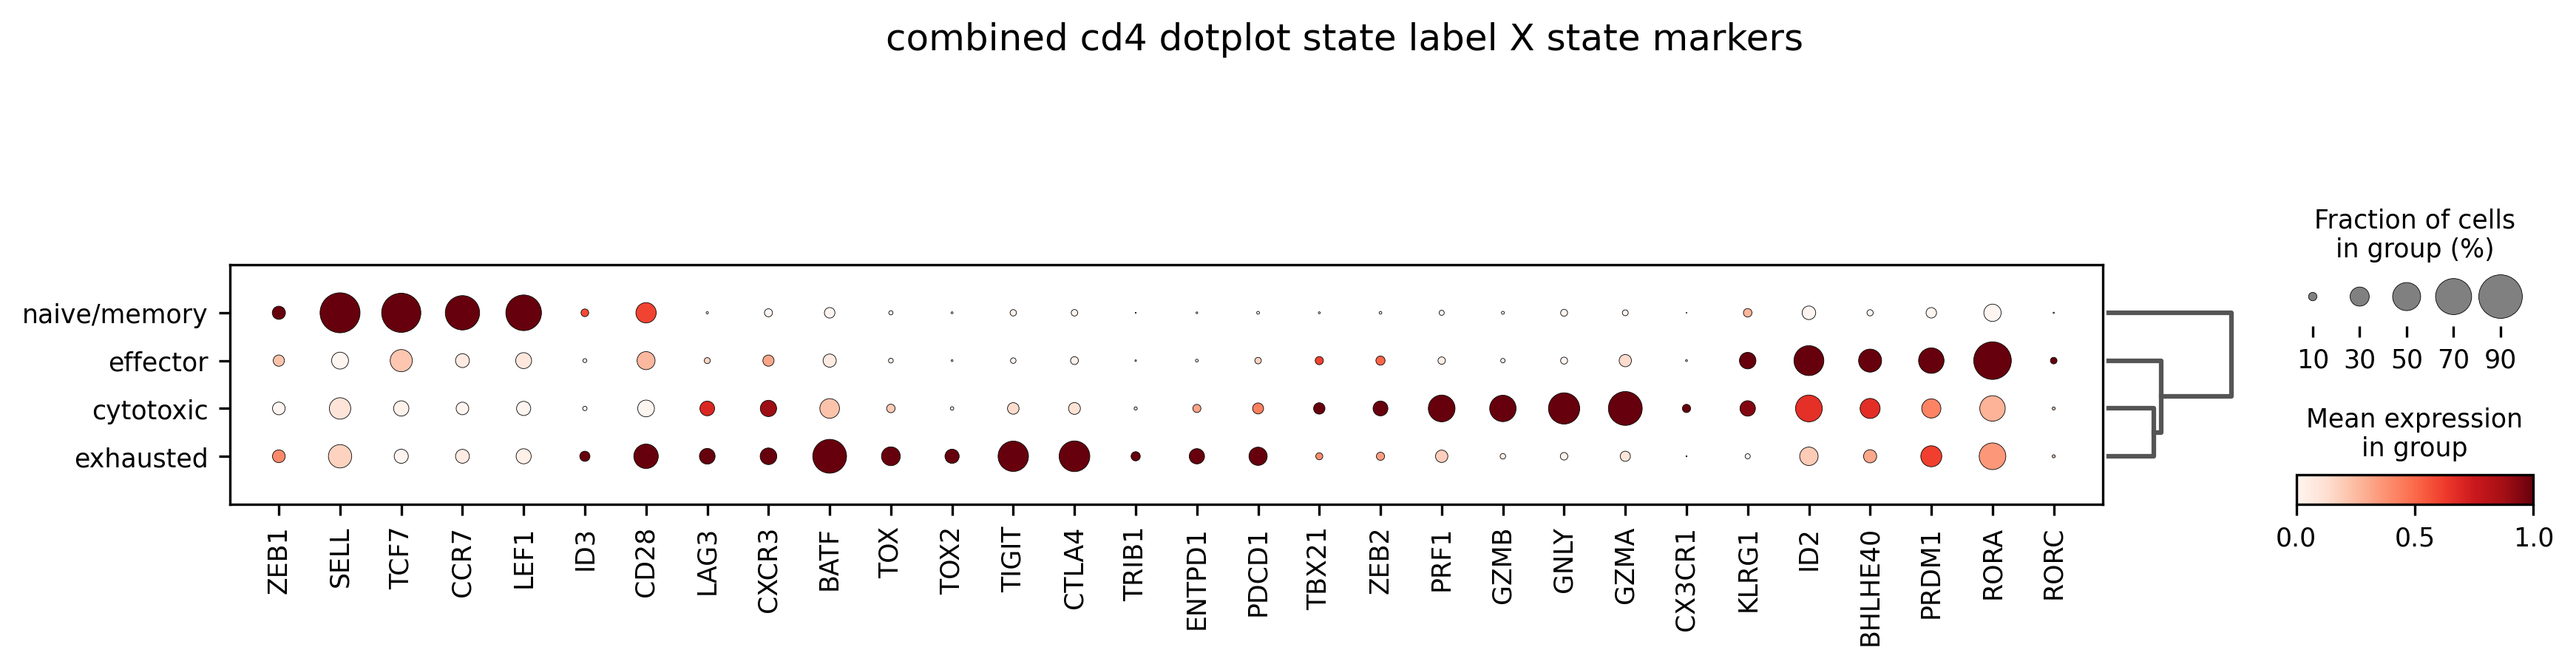 combined cd4 dotplot state label X state markers
naive/memory
effector
cytotoxic
exhausted
ZEB1
SELL
TCF7
CCR7
LEF1
ID3
CD28
LAG3
CXCR3
BATF
TOX
TOX2
TIGIT
CTLA4
TRIB1
ENTPD1
PDCD1
TBX21
ZEB2
PRF1
GZMB
GNLY
GZMA
CX3CR1
KLRG1
ID2
BHLHE40
PRDM1
RORA
RORC
Fraction of cells
in group (%)
10 30 50 70 90
Mean expression
in group
0.0 0.5 1.0